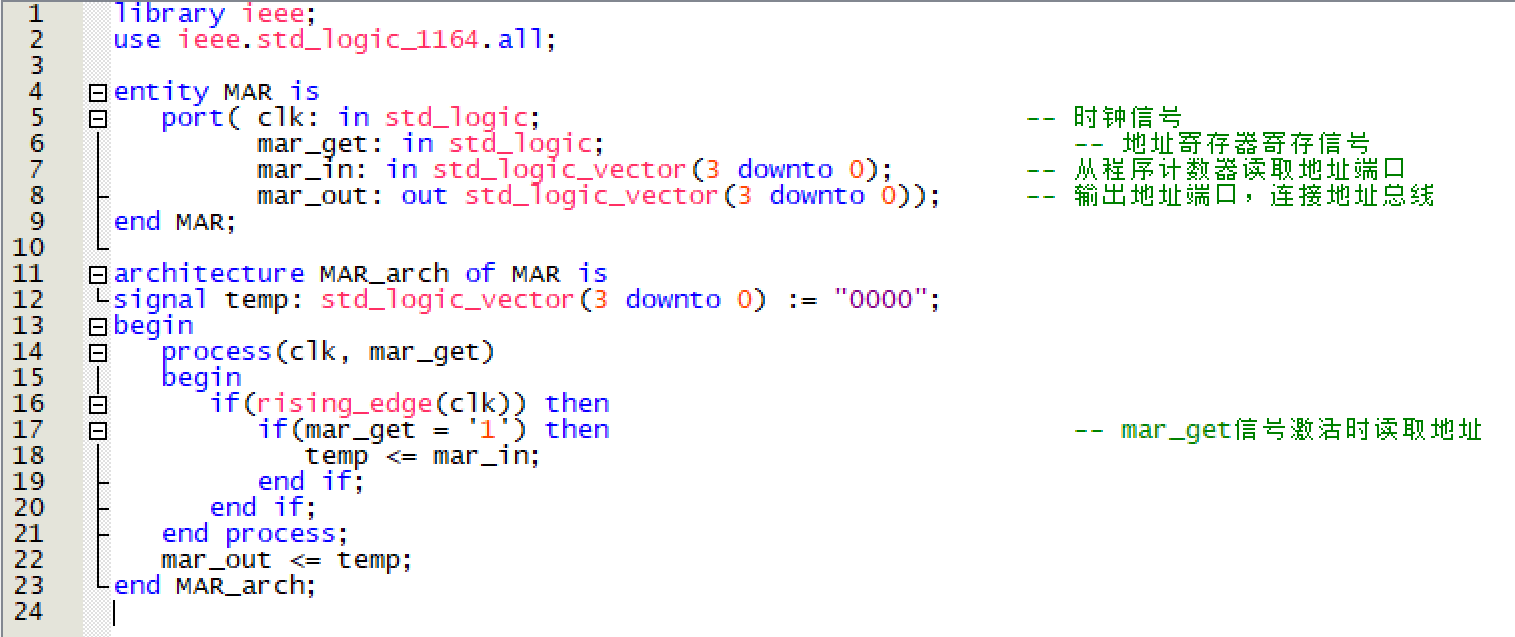 1 library ieee;
2 use ieee.std_logic_1164.all;
3
4 entity MAR is
5 port( clk: in std_logic; -- 时钟信号
6 mar_get: in std_logic; -- 地址寄存器寄存信号
7 mar_in: in std_logic_vector(3 downto 0); -- 从程序计数器读取地址端口
8 mar_out: out std_logic_vector(3 downto 0)); -- 输出地址端口，连接地址总线
9 end MAR;
10
11 architecture MAR_arch of MAR is
12 signal temp: std_logic_vector(3 downto 0) := "0000";
13 begin
14 process(clk, mar_get)
15 begin
16 if(rising_edge(clk)) then
17 if(mar_get = '1') then -- mar_get信号激活时读取地址
18 temp <= mar_in;
19 end if;
20 end if;
21 end process;
22 mar_out <= temp;
23 end MAR_arch;
24